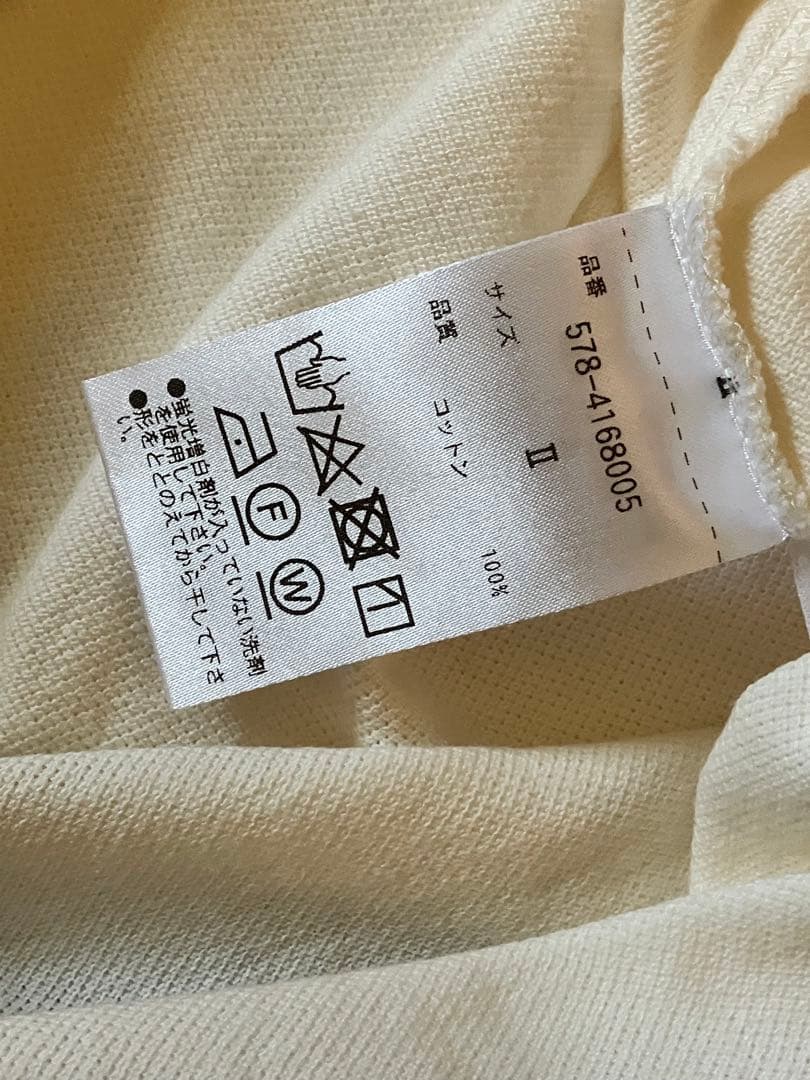 品番 578-4168005
サイズ Ⅱ
品質 コットン 100%
F W
●蛍光増白剤が入っていない洗剤
を使用して下さい。
●形をととのえてから干して下さ
い。